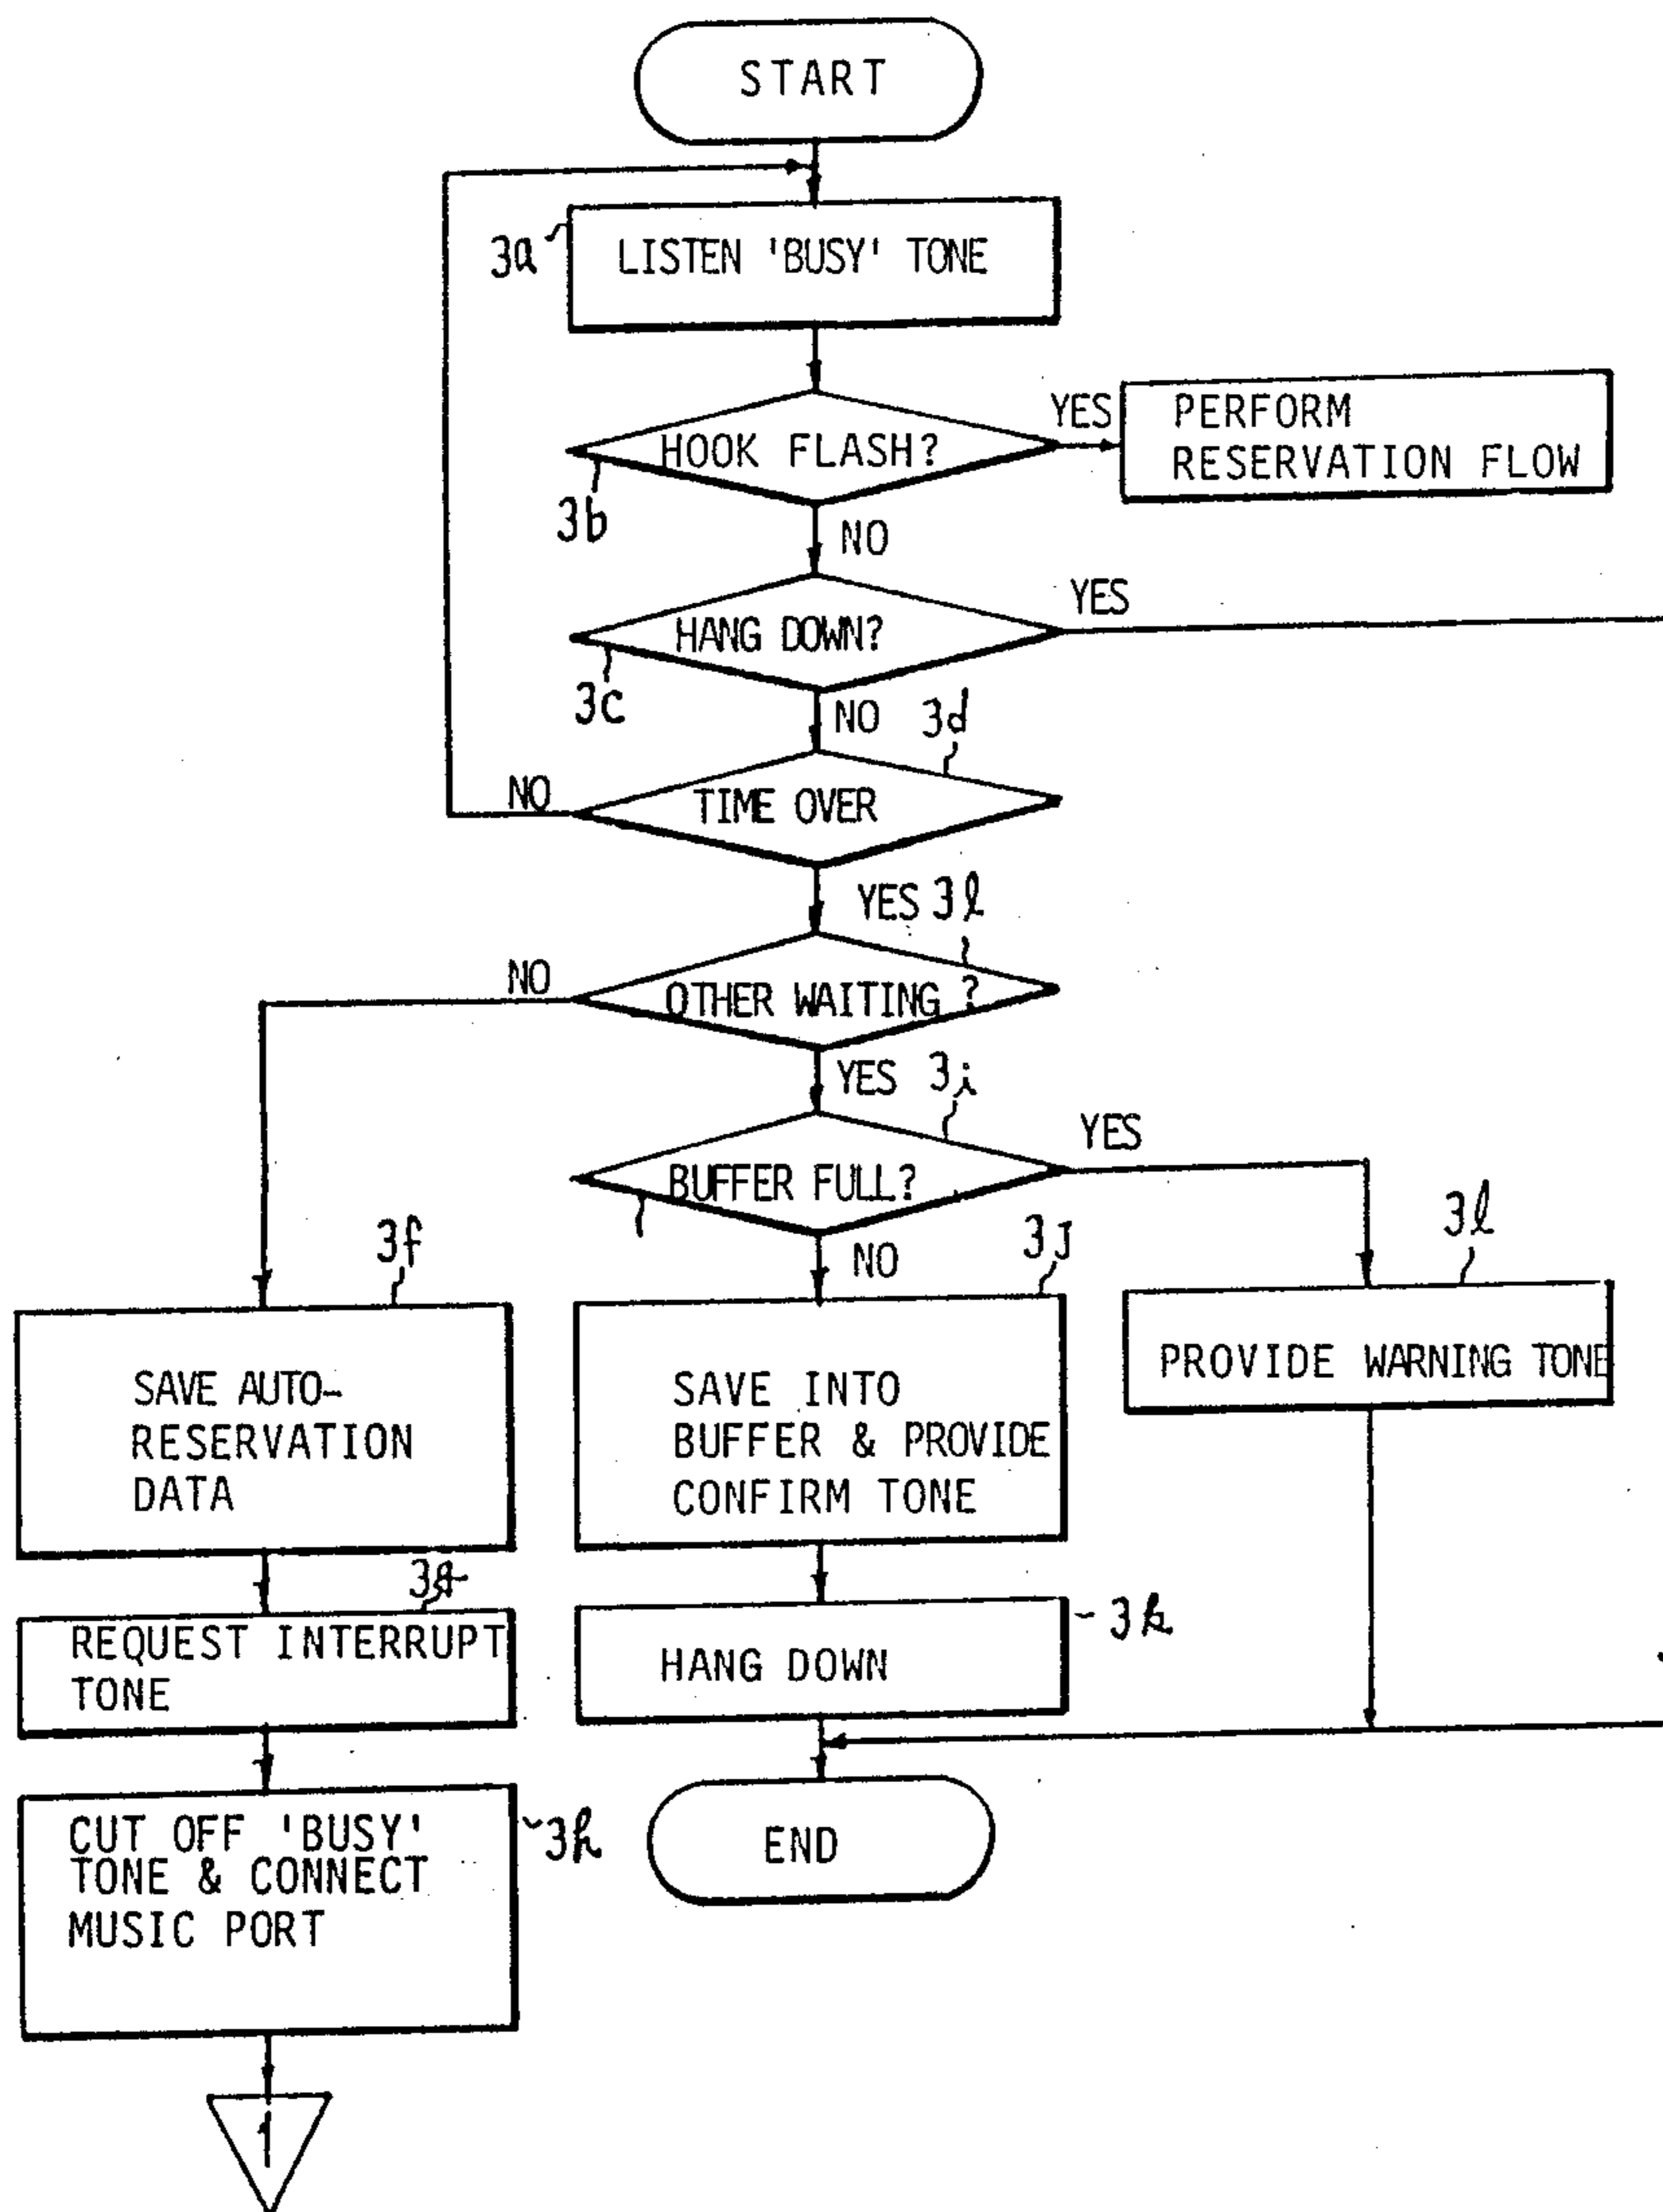 START
3a
LISTEN 'BUSY' TONE
HOOK FLASH?
YES
PERFORM
RESERVATION FLOW
3b
NO
HANG DOWN?
YES
3c
NO
3d
NO
TIME OVER
YES
3l
NO
OTHER WAITING ?
YES
3i
BUFFER FULL?
YES
3f
NO
3J
3l
SAVE AUTO-
RESERVATION
DATA
SAVE INTO
BUFFER & PROVIDE
CONFIRM TONE
PROVIDE WARNING TONE
3g
REQUEST INTERRUPT
TONE
HANG DOWN
3k
CUT OFF 'BUSY'
TONE & CONNECT
MUSIC PORT
3h
END
1